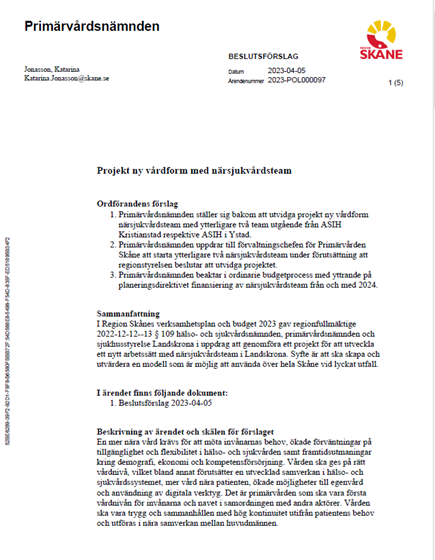 Primärvårdsnämnden
SKÅNE
BESLUTSFÖRSLAG
Jonasson, Katarina
Katarina.Jonasson@skane.se
Datum 2023-04-05
Ärendenummer 2023-POL000097
1 (5)
Projekt ny vårdform med närsjukvårdsteam
Ordförandens förslag
1. Primärvårdsnämnden ställer sig bakom att utvidga projekt ny vårdform
närsjukvårdsteam med ytterligare två team utgående från ASIH
Kristianstad respektive ASIH i Ystad.
2. Primärvårdsnämnden uppdrar till förvaltningschefen för Primärvården
Skåne att starta ytterligare två närsjukvårdsteam under förutsättning att
regionstyrelsen beslutar att utvidga projektet.
3. Primärvårdsnämnden beaktar i ordinarie budgetprocess med yttrande på
planeringsdirektivet finansiering av närsjukvårdsteam från och med 2024.
Sammanfattning
I Region Skånes verksamhetsplan och budget 2023 gav regionfullmäktige
2022-12-12--13 § 109 hälso- och sjukvårdsnämnden, primärvårdsnämnden och
sjukhusstyrelse Landskrona i uppdrag att genomföra ett projekt för att utveckla
ett nytt arbetssätt med närsjukvårdsteam i Landskrona. Syfte är att ska skapa och
utvärdera en modell som är möjlig att använda över hela Skåne vid lyckat utfall.
I ärendet finns följande dokument:
1. Beslutsförslag 2023-04-05
Beskrivning av ärendet och skälen för förslaget
En mer nära vård krävs för att möta invånarnas behov, ökade förväntningar på
tillgänglighet och flexibilitet i hälso- och sjukvården samt framtidsutmaningar
kring demografi, ekonomi och kompetensförsörjning. Vården ska ges på rätt
vårdnivå, vilket bland annat förutsätter en utvecklad samverkan i hälso- och
sjukvårdssystemet, mer vård nära patienten, ökade möjligheter till egenvård
och användning av digitala verktyg. Det är primärvården som ska vara första
vårdnivån för invånarna och navet i samordningen med andra aktörer. Vården
ska vara trygg och sammanhållen med hög kontinuitet utifrån patientens behov
och utföras i nära samverkan mellan huvudmännen.